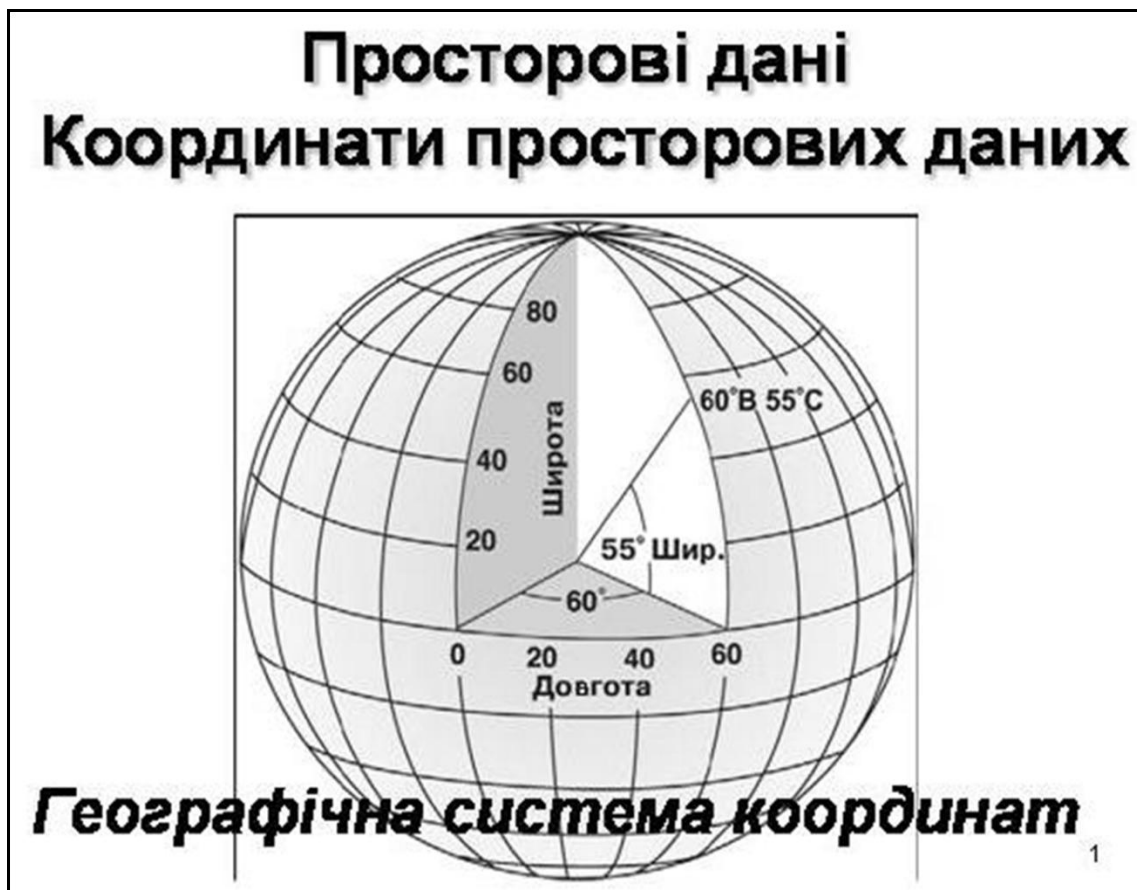 Просторові дані
Координати просторових даних
80
60
60°В 55°С
Широта
40
20
55° Шир.
60°
0 20 40 60
Довгота
Географічна система координат
1